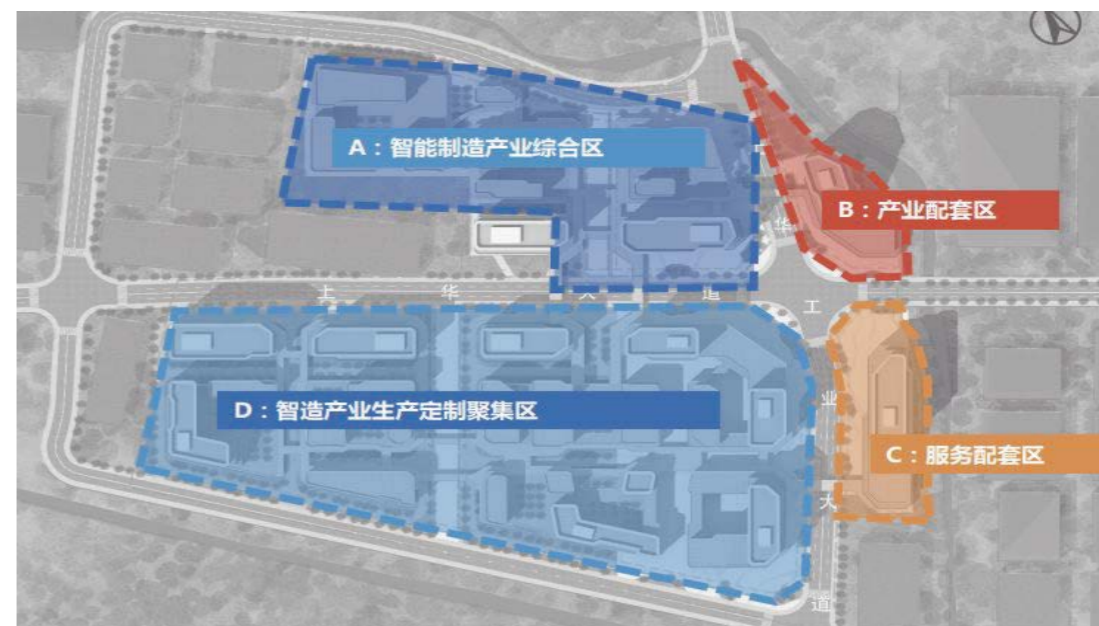 A：智能制造产业综合区
B：产业配套区
上华大道
华工业大道
D：智造产业生产定制聚集区
C：服务配套区